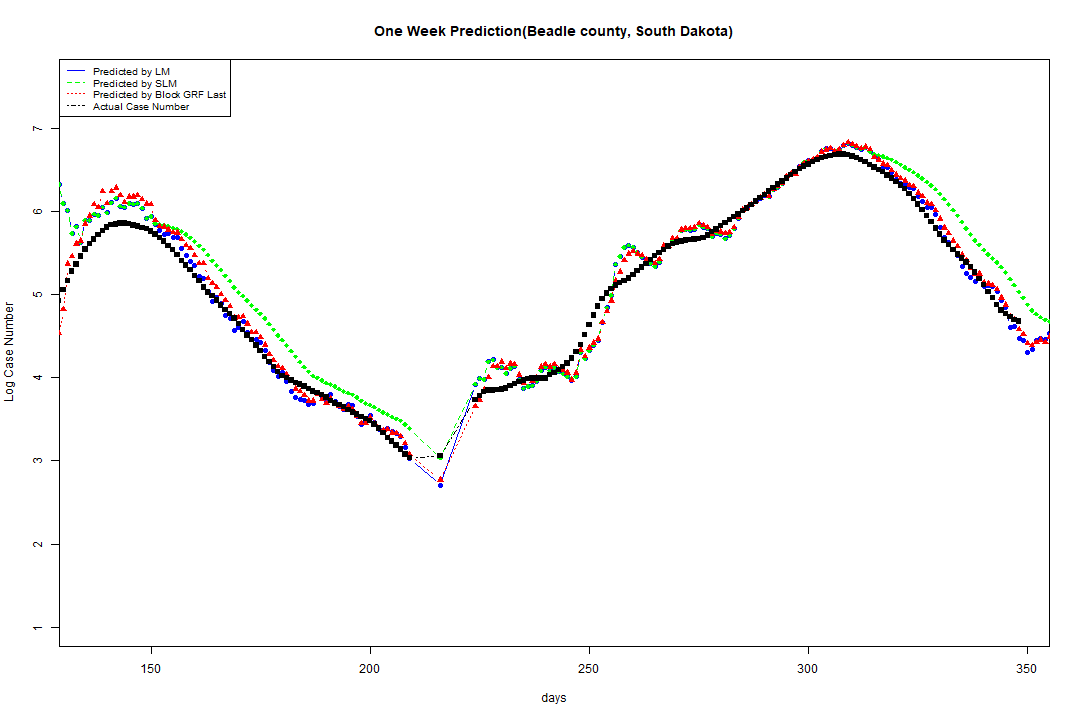 One Week Prediction(Beadle county, South Dakota)
Predicted by LM
Predicted by SLM
Predicted by Block GRF Last
Actual Case Number
7
6
5
4
3
2
1
Log Case Number
150 200 250 300 350
days